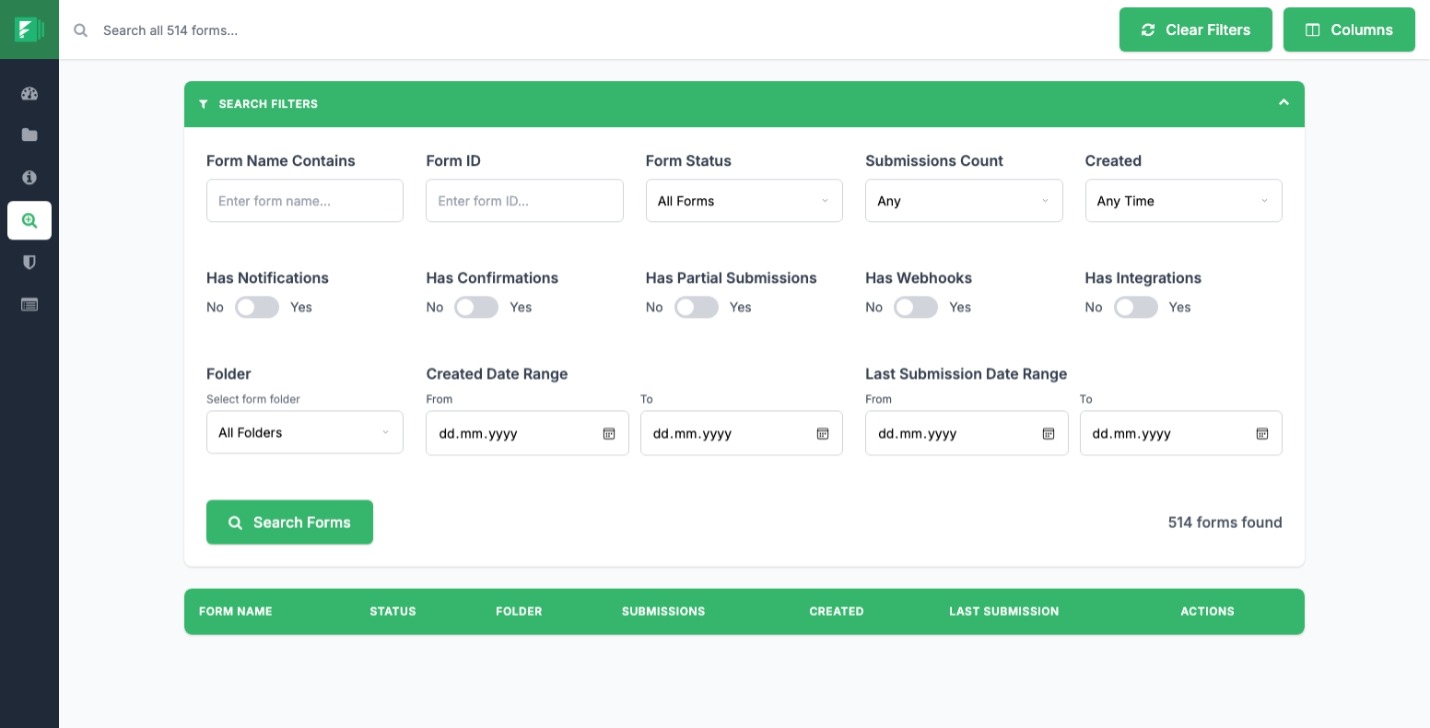 Search all 514 forms...
Clear Filters
Columns
SEARCH FILTERS
Form Name Contains
Form ID
Form Status
Submissions Count
Created
Enter form name...
Enter form ID...
All Forms
Any
Any Time
Has Notifications
Has Confirmations
Has Partial Submissions
Has Webhooks
Has Integrations
No Yes
No Yes
No Yes
No Yes
No Yes
Folder
Created Date Range
Last Submission Date Range
Select form folder
From
To
From
To
All Folders
dd.mm.yyyy
dd.mm.yyyy
dd.mm.yyyy
dd.mm.yyyy
Search Forms
514 forms found
FORM NAME
STATUS
FOLDER
SUBMISSIONS
CREATED
LAST SUBMISSION
ACTIONS